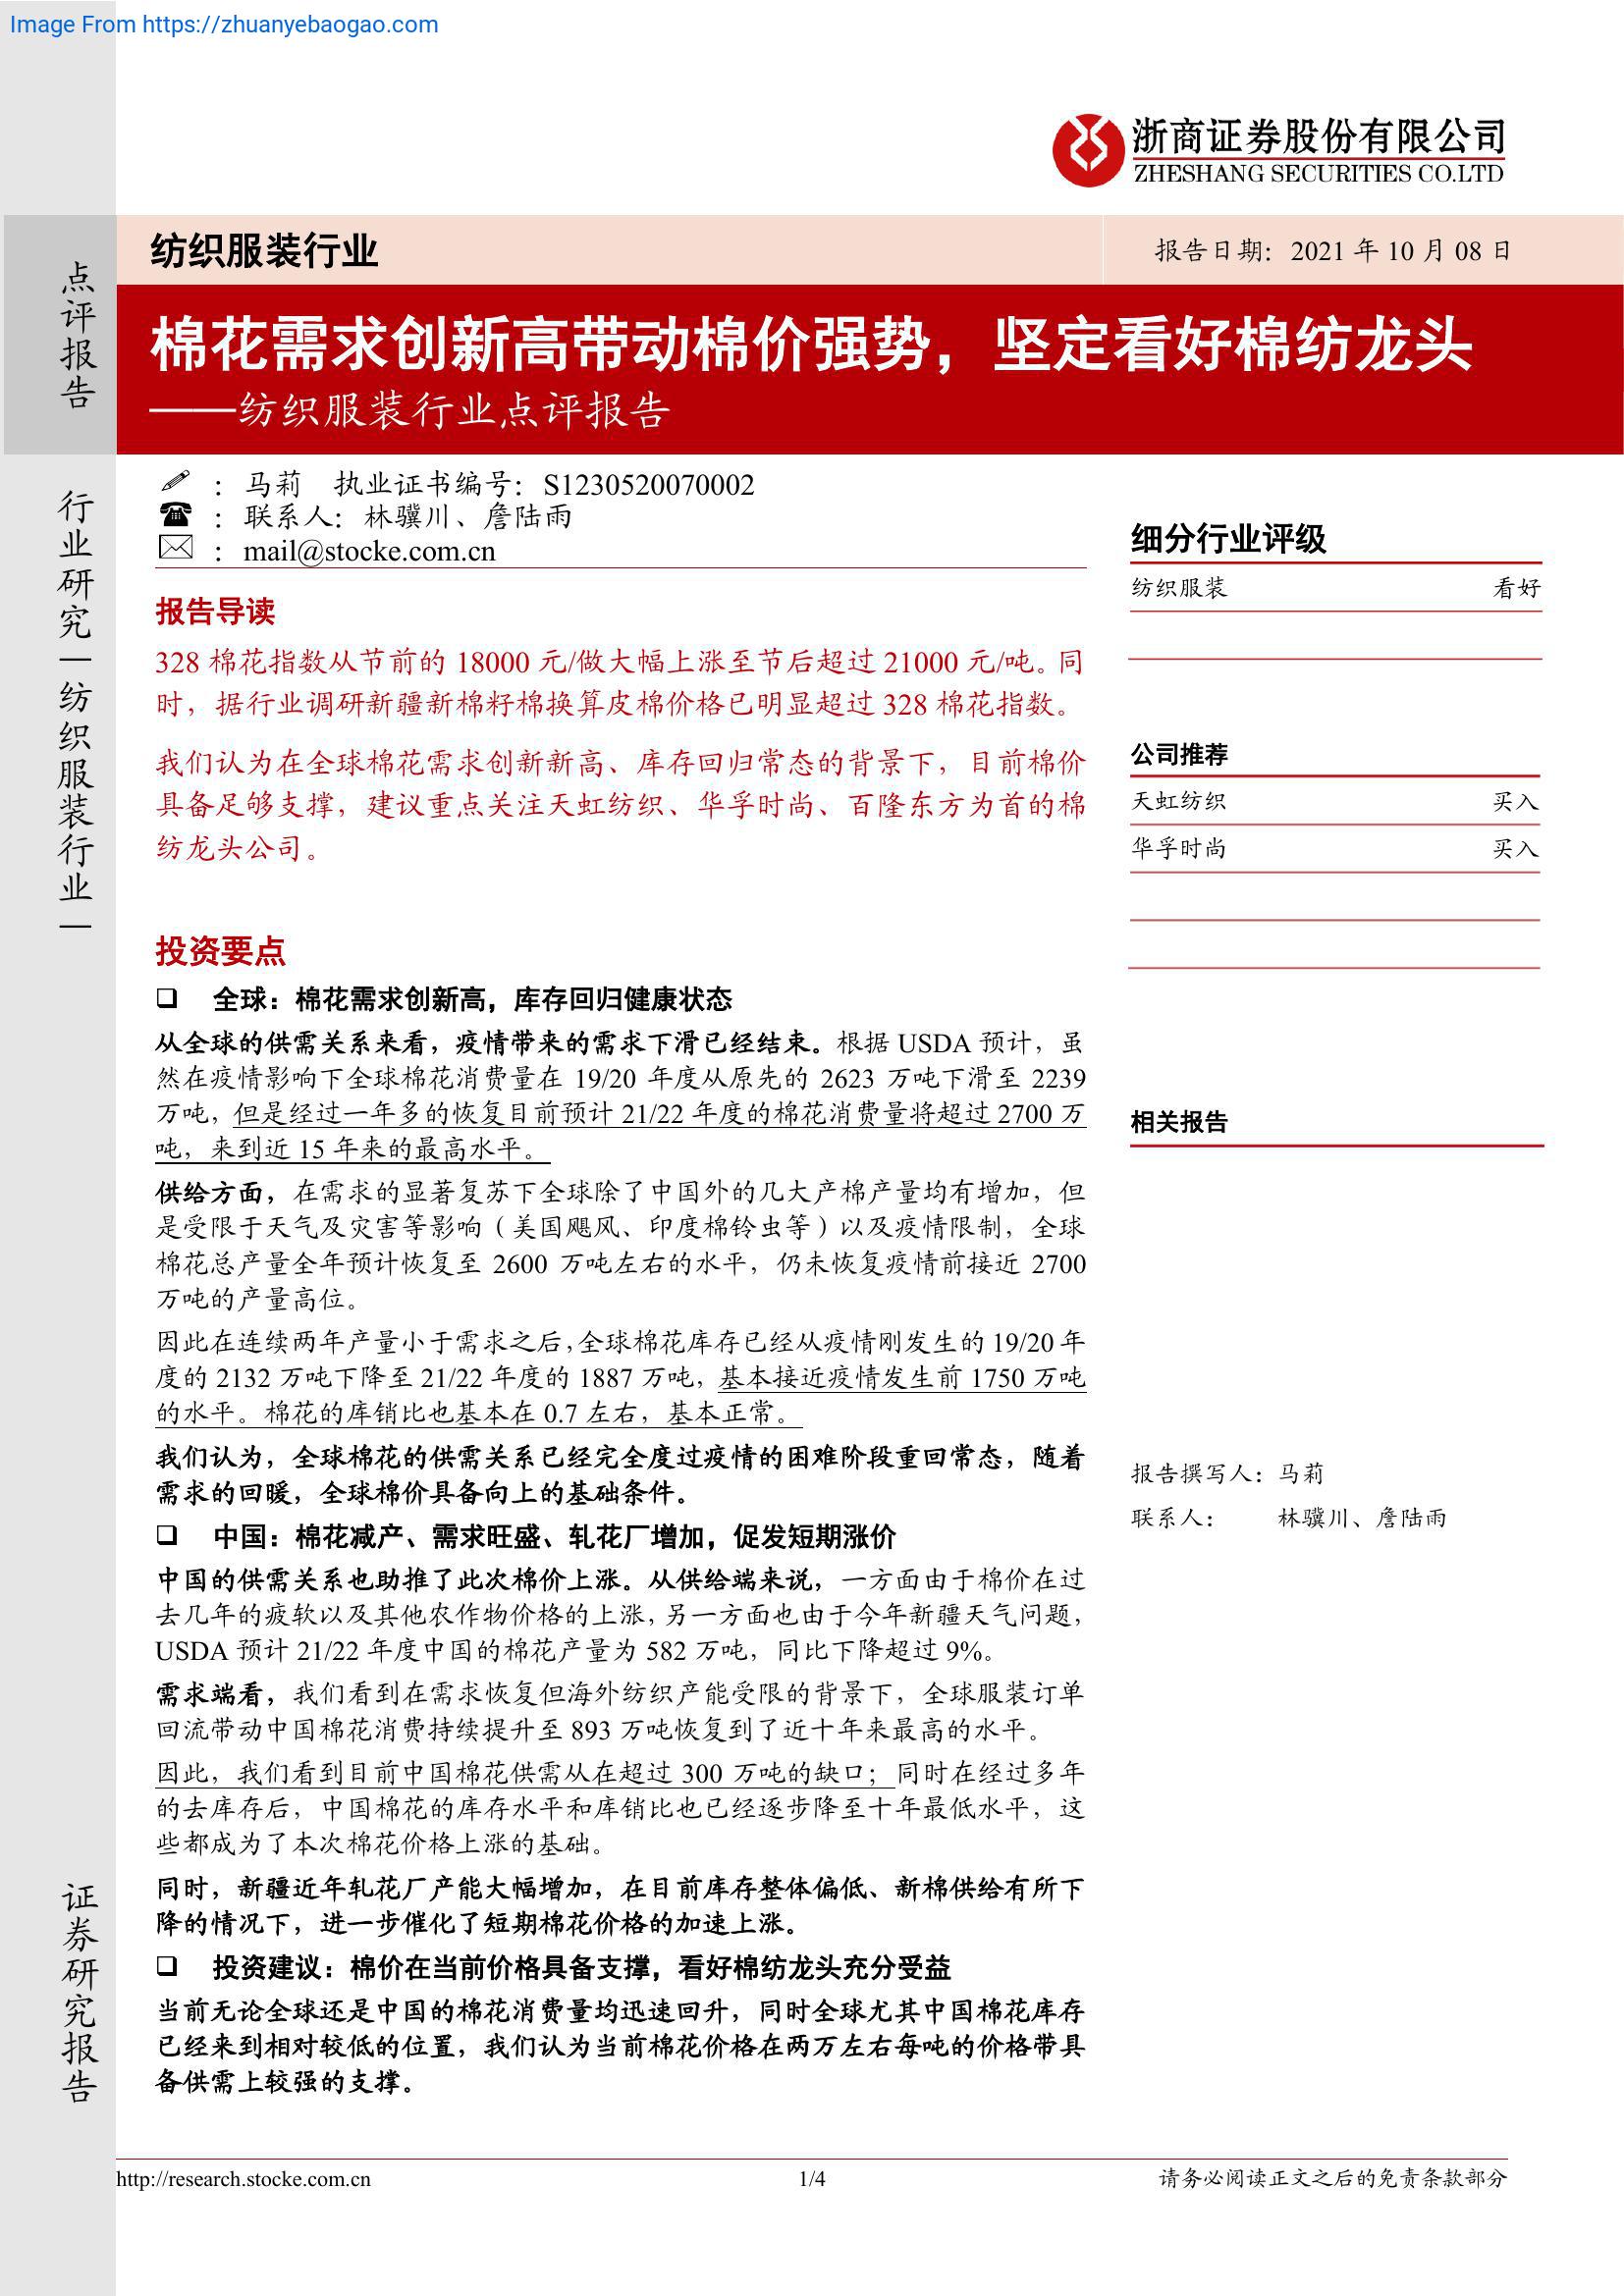 Image From https://zhuanyebaogao.com
浙商证券股份有限公司
ZHESHANG SECURITIES CO.LTD
点评报告
行业研究|纺织服装行业|
证券研究报告
纺织服装行业
报告日期：2021 年 10 月 08 日
棉花需求创新高带动棉价强势，坚定看好棉纺龙头
——纺织服装行业点评报告
：马莉 执业证书编号：S1230520070002
：联系人：林骥川、詹陆雨
：mail@stocke.com.cn
报告导读
328 棉花指数从节前的 18000 元/做大幅上涨至节后超过 21000 元/吨。同
时，据行业调研新疆新棉籽棉换算皮棉价格已明显超过 328 棉花指数。
我们认为在全球棉花需求创新新高、库存回归常态的背景下，目前棉价
具备足够支撑，建议重点关注天虹纺织、华孚时尚、百隆东方为首的棉
纺龙头公司。
投资要点
❑ 全球：棉花需求创新高，库存回归健康状态
从全球的供需关系来看，疫情带来的需求下滑已经结束。根据 USDA 预计，虽
然在疫情影响下全球棉花消费量在 19/20 年度从原先的 2623 万吨下滑至 2239
万吨，但是经过一年多的恢复目前预计 21/22 年度的棉花消费量将超过 2700 万
吨，来到近 15 年来的最高水平。
供给方面，在需求的显著复苏下全球除了中国外的几大产棉产量均有增加，但
是受限于天气及灾害等影响（美国飓风、印度棉铃虫等）以及疫情限制，全球
棉花总产量全年预计恢复至 2600 万吨左右的水平，仍未恢复疫情前接近 2700
万吨的产量高位。
因此在连续两年产量小于需求之后，全球棉花库存已经从疫情刚发生的 19/20 年
度的 2132 万吨下降至 21/22 年度的 1887 万吨，基本接近疫情发生前 1750 万吨
的水平。棉花的库销比也基本在 0.7 左右，基本正常。
我们认为，全球棉花的供需关系已经完全度过疫情的困难阶段重回常态，随着
需求的回暖，全球棉价具备向上的基础条件。
❑ 中国：棉花减产、需求旺盛、轧花厂增加，促发短期涨价
中国的供需关系也助推了此次棉价上涨。从供给端来说，一方面由于棉价在过
去几年的疲软以及其他农作物价格的上涨，另一方面也由于今年新疆天气问题，
USDA 预计 21/22 年度中国的棉花产量为 582 万吨，同比下降超过 9%。
需求端看，我们看到在需求恢复但海外纺织产能受限的背景下，全球服装订单
回流带动中国棉花消费持续提升至 893 万吨恢复到了近十年来最高的水平。
因此，我们看到目前中国棉花供需从在超过 300 万吨的缺口；同时在经过多年
的去库存后，中国棉花的库存水平和库销比也已经逐步降至十年最低水平，这
些都成为了本次棉花价格上涨的基础。
同时，新疆近年轧花厂产能大幅增加，在目前库存整体偏低、新棉供给有所下
降的情况下，进一步催化了短期棉花价格的加速上涨。
❑ 投资建议：棉价在当前价格具备支撑，看好棉纺龙头充分受益
当前无论全球还是中国的棉花消费量均迅速回升，同时全球尤其中国棉花库存
已经来到相对较低的位置，我们认为当前棉花价格在两万左右每吨的价格带具
备供需上较强的支撑。
细分行业评级
纺织服装 看好
公司推荐
天虹纺织 买入
华孚时尚 买入
相关报告
报告撰写人：马莉
联系人： 林骥川、詹陆雨
http://research.stocke.com.cn
1/4
请务必阅读正文之后的免责条款部分